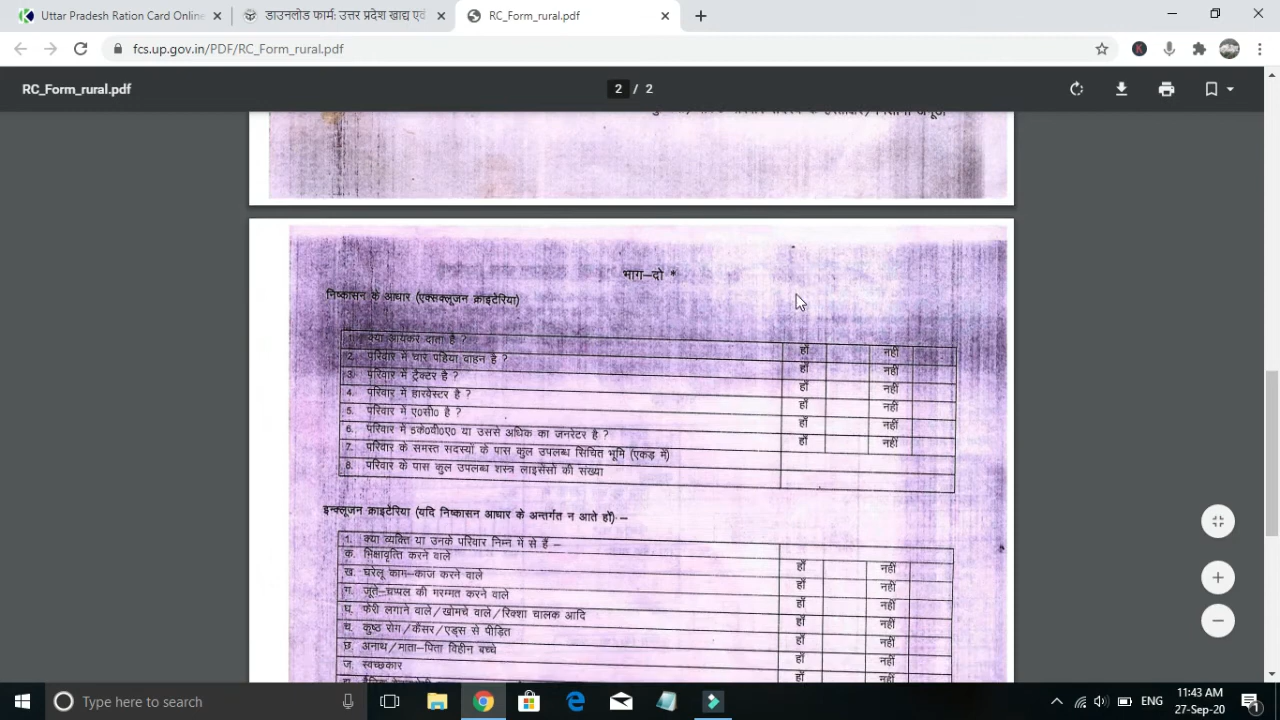 Uttar Pradesh Ration Card Online
डाउनलोड फार्म: उत्तर प्रदेश खाद्य एवं
RC_Form_rural.pdf
fcs.up.gov.in/PDF/RC_Form_rural.pdf
K
RC_Form_rural.pdf
2 / 2
भाग–दो *
निष्कासन के आधार (एक्सक्लूजन क्राइटेरिया)
1. क्या आयकर दाता है ? हाँ नहीं
2. परिवार में चार पहिया वाहन है ? हाँ नहीं
3. परिवार में ट्रैक्टर है ? हाँ नहीं
4. परिवार में हारवेस्टर है ? हाँ नहीं
5. परिवार में ए०सी० है ? हाँ नहीं
6. परिवार में 5के०वी०ए० या उससे अधिक का जनरेटर है ? हाँ नहीं
7. परिवार के समस्त सदस्यों के पास कुल उपलब्ध सिंचित भूमि (एकड़ में)
8. परिवार के पास कुल उपलब्ध शस्त्र लाइसेंसों की संख्या
इन्क्लूजन क्राइटेरिया (यदि निष्कासन आधार के अन्तर्गत न आते हों) –
1. क्या व्यक्ति या उनके परिवार निम्न में से हैं –
क. भिक्षावृत्ति करने वाले हाँ नहीं
ख. घरेलू काम–काज करने वाले हाँ नहीं
ग. जूते–चप्पल की मरम्मत करने वाले हाँ नहीं
घ. फेरी लगाने वाले/खोमचे वाले/रिक्शा चालक आदि हाँ नहीं
च. कुष्ठ रोग/कैंसर/एड्स से पीड़ित हाँ नहीं
छ. अनाथ/माता–पिता विहीन बच्चे हाँ नहीं
ज. स्वच्छकार हाँ नहीं
Type here to search
ENG
11:43 AM
27-Sep-20
1